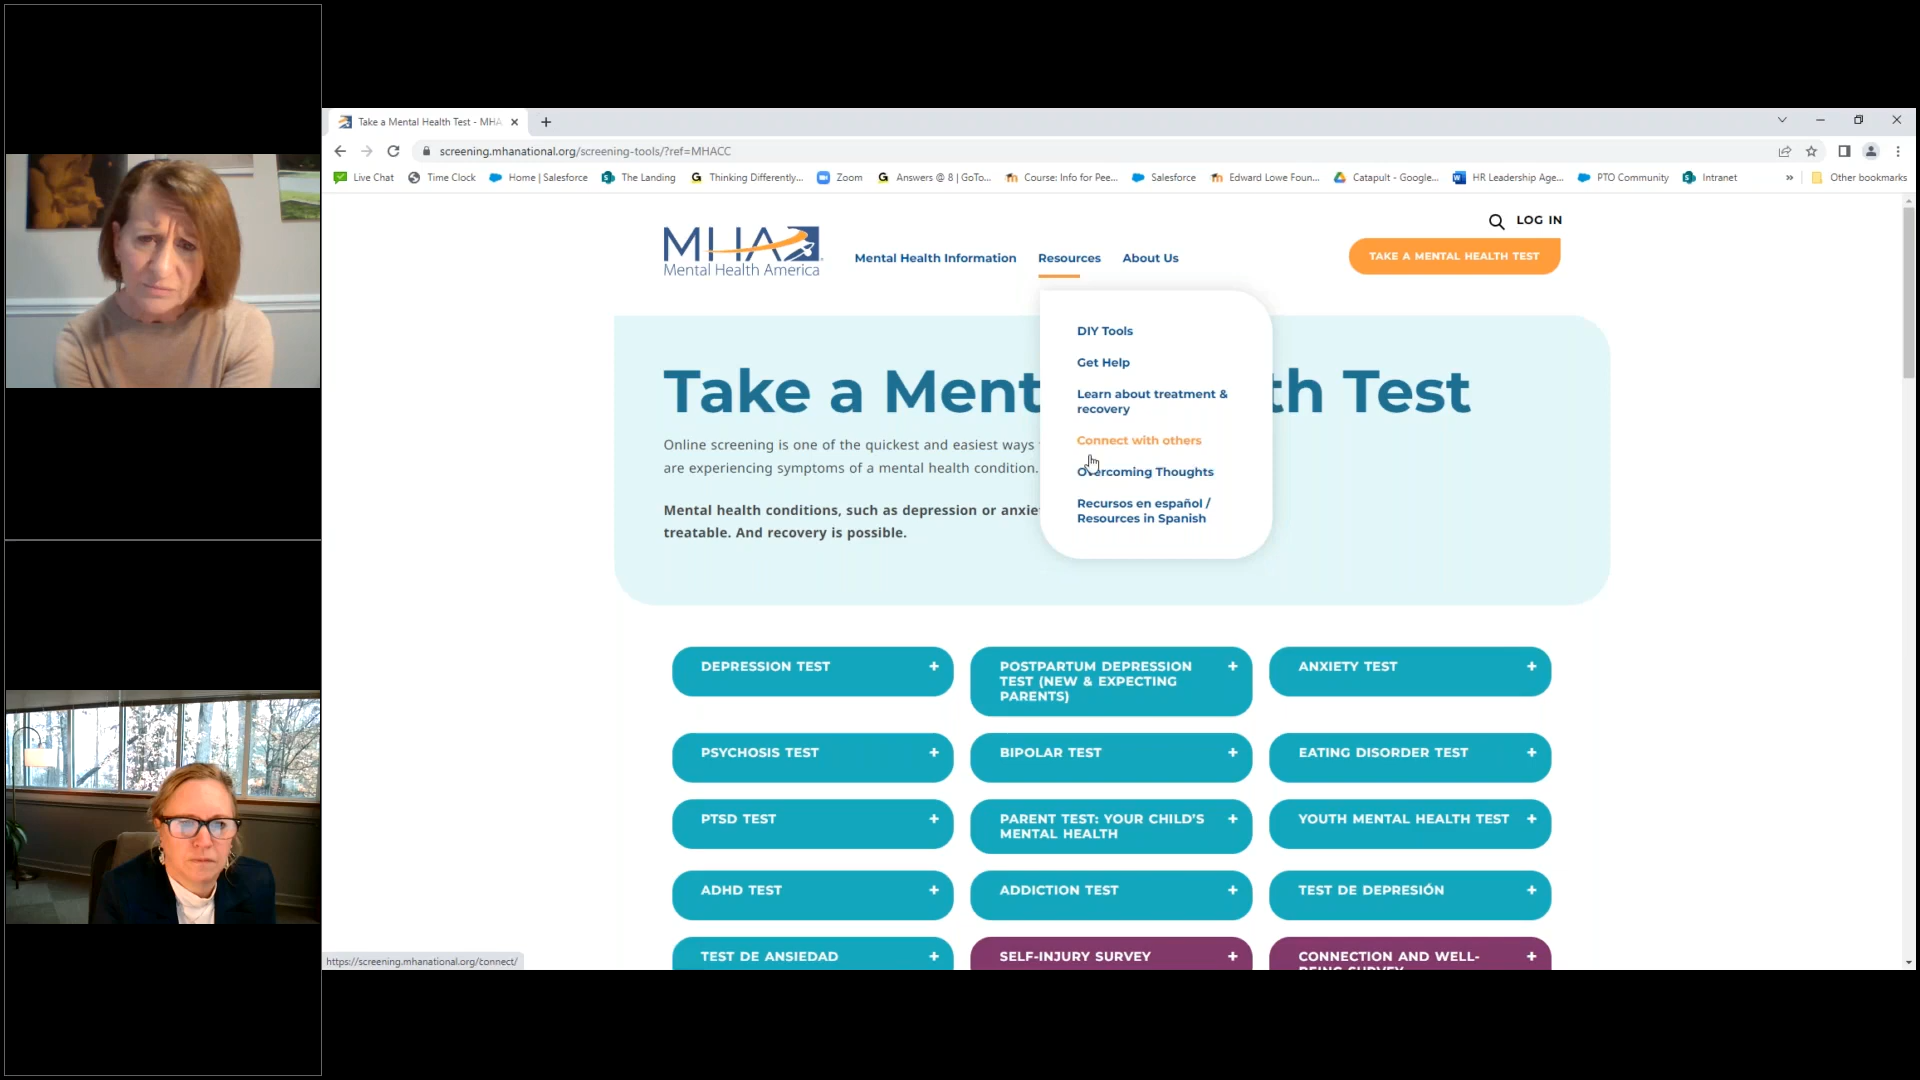 Take a Mental Health Test - MHA
screening.mhanational.org/screening-tools/?ref=MHACC
Live Chat
Time Clock
Home | Salesforce
The Landing
Thinking Differently...
Zoom
Answers @ 8 | GoTo...
Course: Info for Pee...
Salesforce
Edward Lowe Foun...
Catapult - Google...
HR Leadership Age...
PTO Community
Intranet
»
Other bookmarks
LOG IN
MHA
Mental Health America
Mental Health Information
Resources
About Us
TAKE A MENTAL HEALTH TEST
DIY Tools
Get Help
Learn about treatment &
recovery
Connect with others
Overcoming Thoughts
Recursos en español /
Resources in Spanish
Take a Ment th Test
Online screening is one of the quickest and easiest ways
are experiencing symptoms of a mental health condition.
Mental health conditions, such as depression or anxie
treatable. And recovery is possible.
DEPRESSION TEST +
POSTPARTUM DEPRESSION +
TEST (NEW & EXPECTING
PARENTS)
ANXIETY TEST +
PSYCHOSIS TEST +
BIPOLAR TEST +
EATING DISORDER TEST +
PTSD TEST +
PARENT TEST: YOUR CHILD'S +
MENTAL HEALTH
YOUTH MENTAL HEALTH TEST +
ADHD TEST +
ADDICTION TEST +
TEST DE DEPRESIÓN +
TEST DE ANSIEDAD +
SELF-INJURY SURVEY +
CONNECTION AND WELL- +
BEING SURVEY
https://screening.mhanational.org/connect/